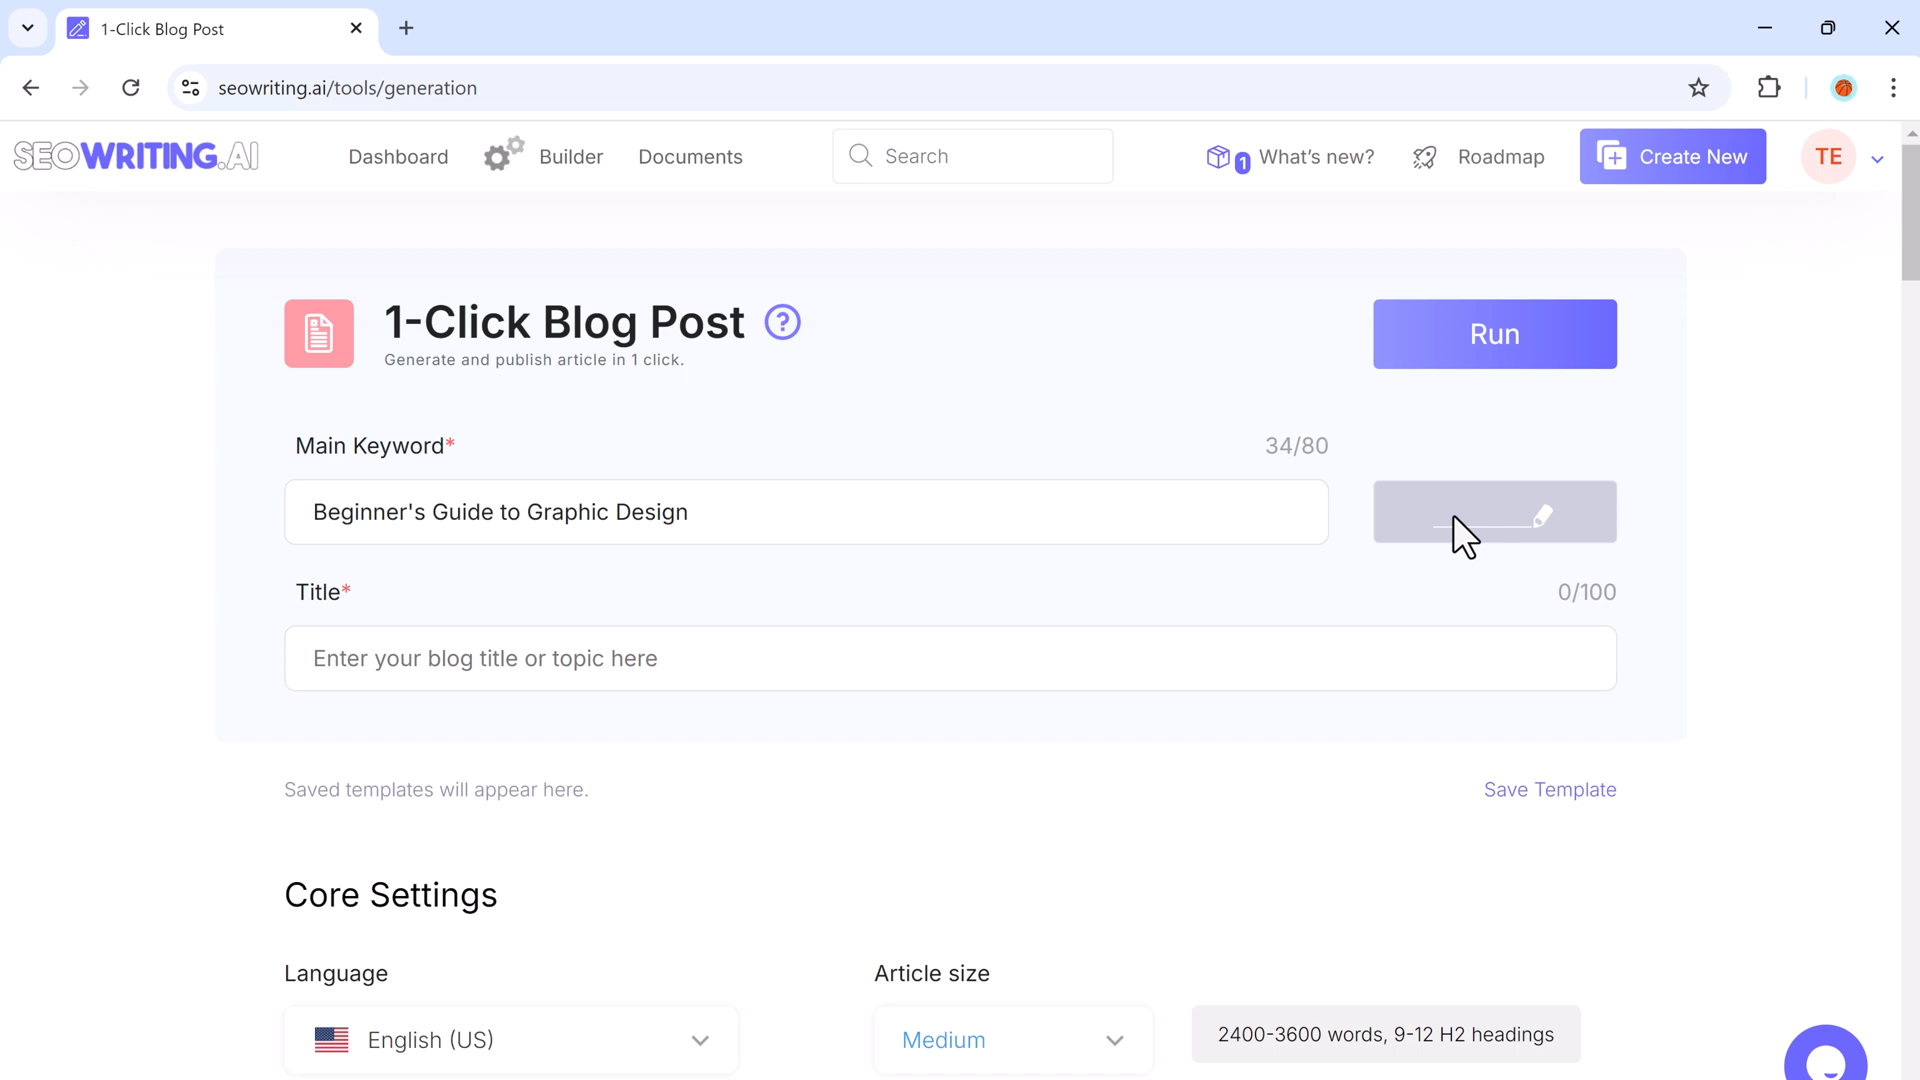 1-Click Blog Post
seowriting.ai/tools/generation
SEOWRITING.AI
Dashboard
Builder
Documents
Search
1
What's new?
Roadmap
Create New
TE
1-Click Blog Post ?
Generate and publish article in 1 click.
Run
Main Keyword*
34/80
Beginner's Guide to Graphic Design
Title*
0/100
Enter your blog title or topic here
Saved templates will appear here.
Save Template
Core Settings
Language
Article size
English (US)
Medium
2400-3600 words, 9-12 H2 headings